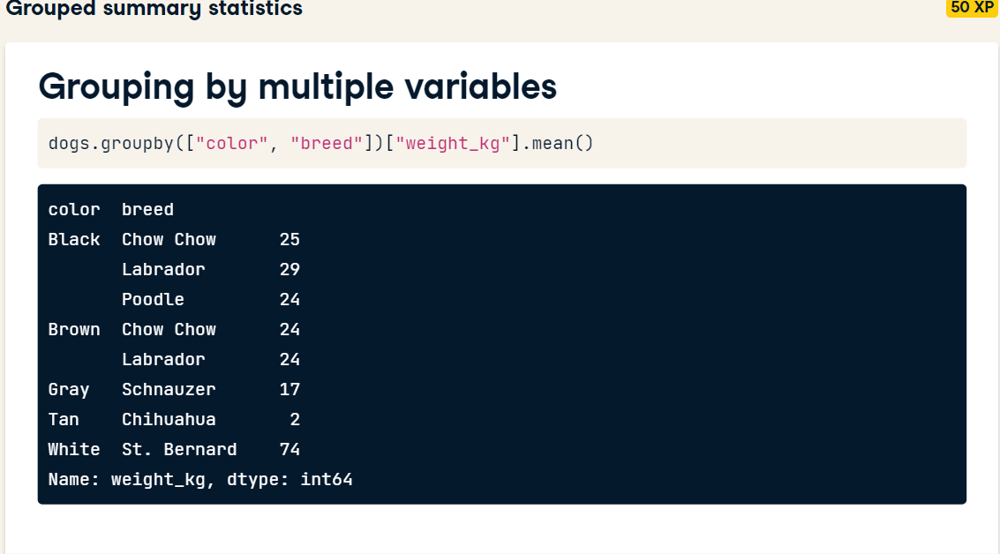 Grouped summary statistics
50 XP
Grouping by multiple variables
dogs.groupby(["color", "breed"])["weight_kg"].mean()
color  breed
Black  Chow Chow      25
       Labrador       29
       Poodle         24
Brown  Chow Chow      24
       Labrador       24
Gray   Schnauzer      17
Tan    Chihuahua       2
White  St. Bernard    74
Name: weight_kg, dtype: int64